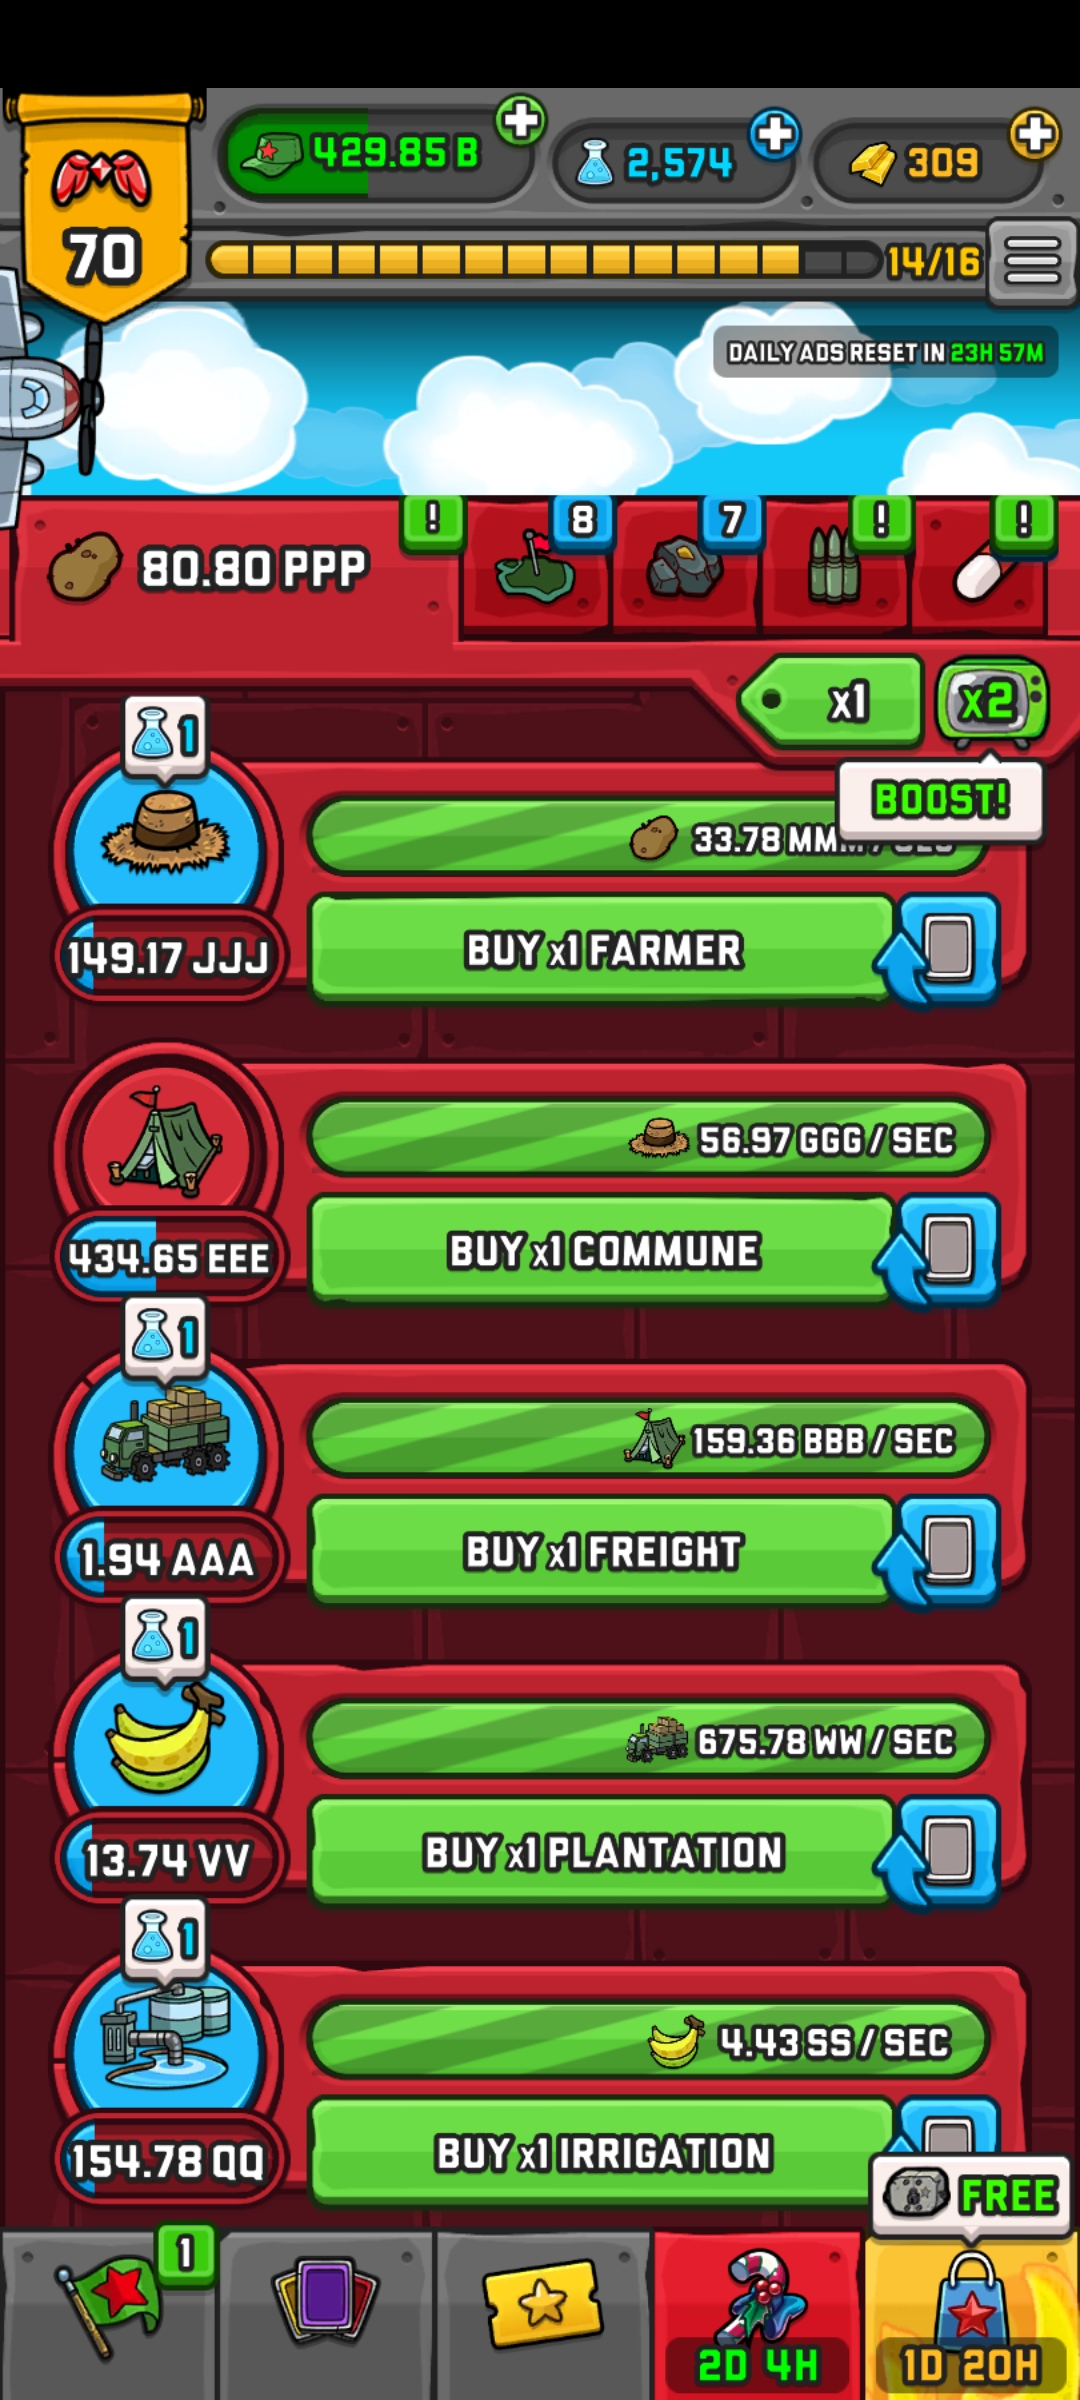 429.85 B
2,574
309
70
14/16
DAILY ADS RESET IN 23H 57M
80.80 PPP
!
8
7
!
!
x1
x2
BOOST!
1
33.78
149.17 JJJ
BUY x1 FARMER
56.97 GGG / SEC
434.65 EEE
BUY x1 COMMUNE
1
159.36 BBB / SEC
1.94 AAA
BUY x1 FREIGHT
1
675.78 WW / SEC
13.74 VV
BUY x1 PLANTATION
1
4.43 SS / SEC
154.78 QQ
BUY x1 IRRIGATION
FREE
1
2D 4H
1D 20H